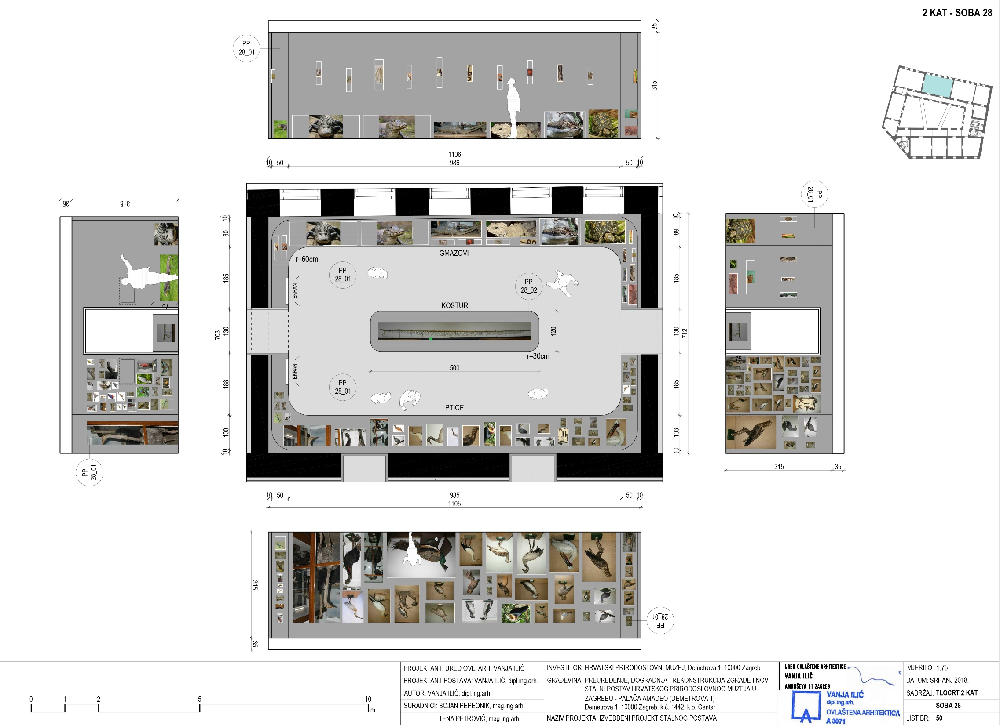 2 KAT - SOBA 28
35
PP
28_01
315
1106
10 50 986 50 10
35 315
PP
28_01
10
80
185
703
130
188
100
10
75
PP
28_01
r=60cm
GMAZOVI
PP
28_01
PP
28_02
EKRAN
KOSTURI
120
r=30cm
500
EKRAN
PP
28_01
PTICE
10
89
185
130
712
185
103
10
75
315 35
10 50 985 50 10
1105
315
35
PP
28_01
0 1 2 5 10
m
PROJEKTANT: URED OVL. ARH. VANJA ILIĆ
PROJEKTANT POSTAVA: VANJA ILIĆ, dipl.ing.arh.
AUTOR: VANJA ILIĆ, dipl.ing.arh.
SURADNICI: BOJAN PEPEONIK, mag.ing.arh.
TENA PETROVIĆ, mag.ing.arh.
INVESTITOR: HRVATSKI PRIRODOSLOVNI MUZEJ, Demetrova 1, 10000 Zagreb
GRAĐEVINA: PREUREĐENJE, DOGRADNJA I REKONSTRUKCIJA ZGRADE I NOVI
STALNI POSTAV HRVATSKOG PRIRODOSLOVNOG MUZEJA U
ZAGREBU - PALAČA AMADEO (DEMETROVA 1)
Demetrova 1, 10000 Zagreb; k.č. 1442, k.o. Centar
NAZIV PROJEKTA: IZVEDBENI PROJEKT STALNOG POSTAVA
URED OVLAŠTENE ARHITEKTICE
VANJA ILIĆ
AMRUŠEVA 11 ZAGREB
VANJA ILIĆ
dipl.ing.arh.
OVLAŠTENA ARHITEKTICA
A 3071
MJERILO: 1:75
DATUM: SRPANJ 2018.
SADRŽAJ: TLOCRT 2 KAT
SOBA 28
LIST BR: 50